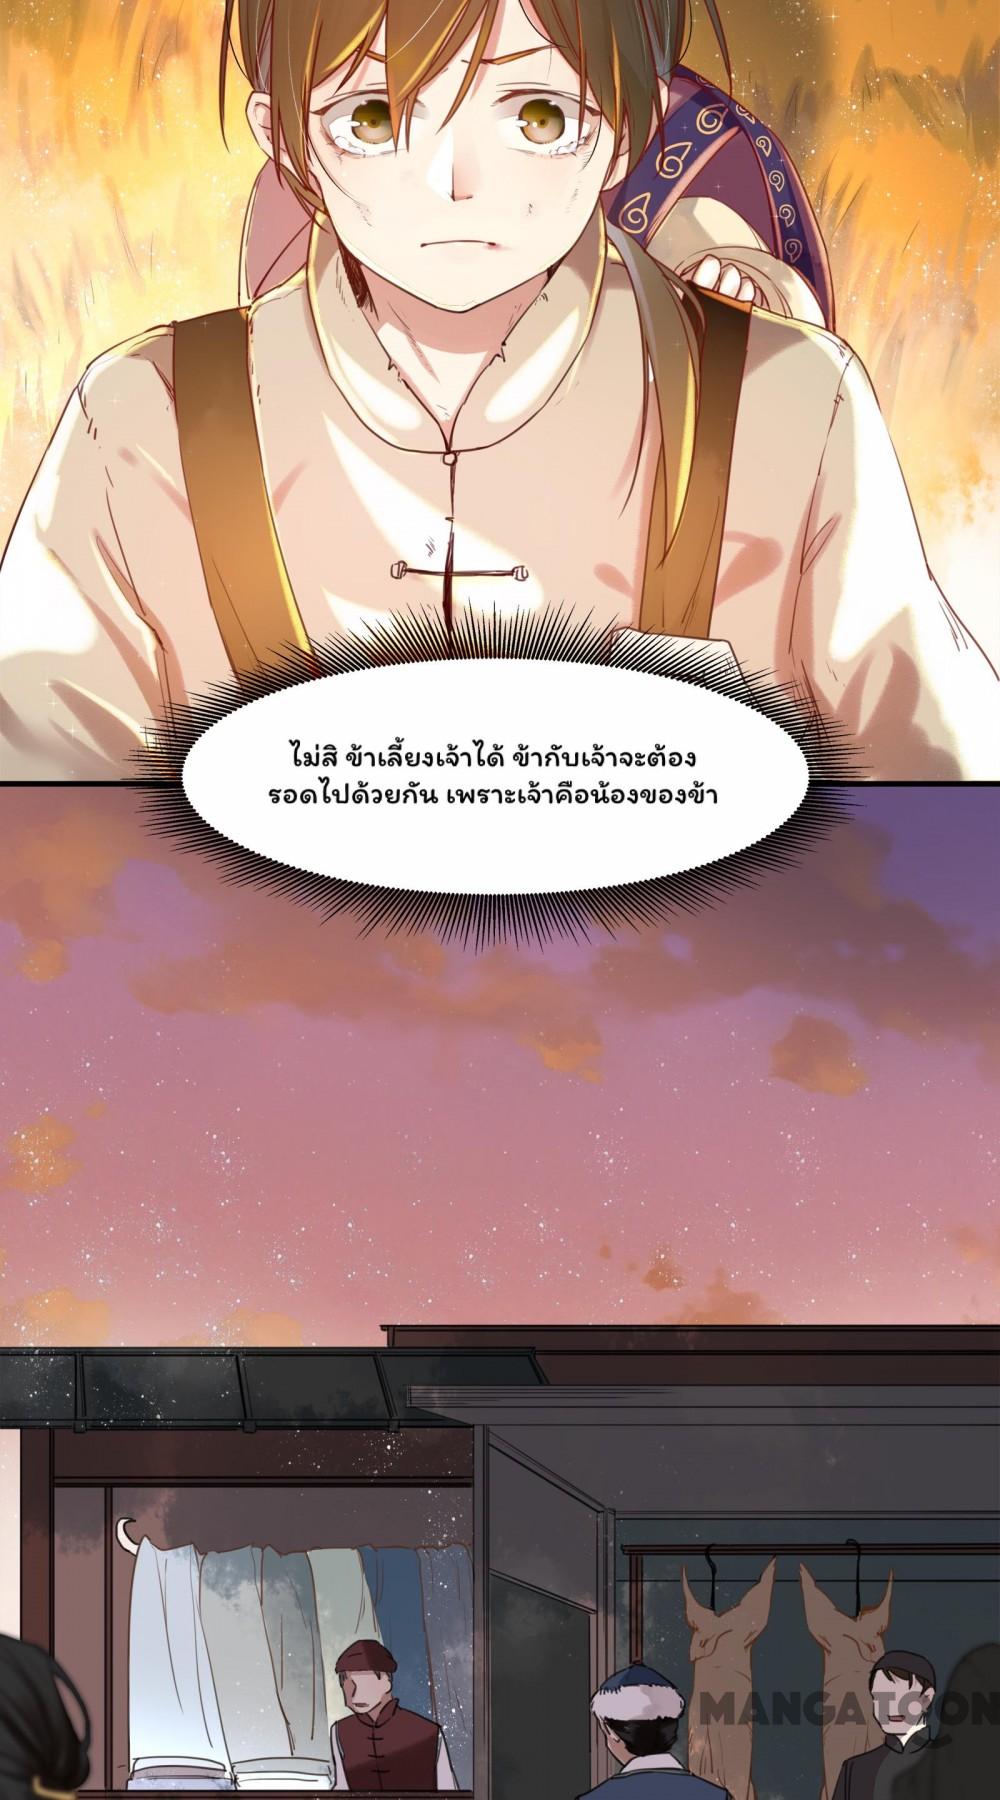 ไม่สิ ข้าเลี้ยงเจ้าได้ ข้ากับเจ้าจะต้อง
รอดไปด้วยกัน เพราะเจ้าคือน้องของข้า
MANGATOON